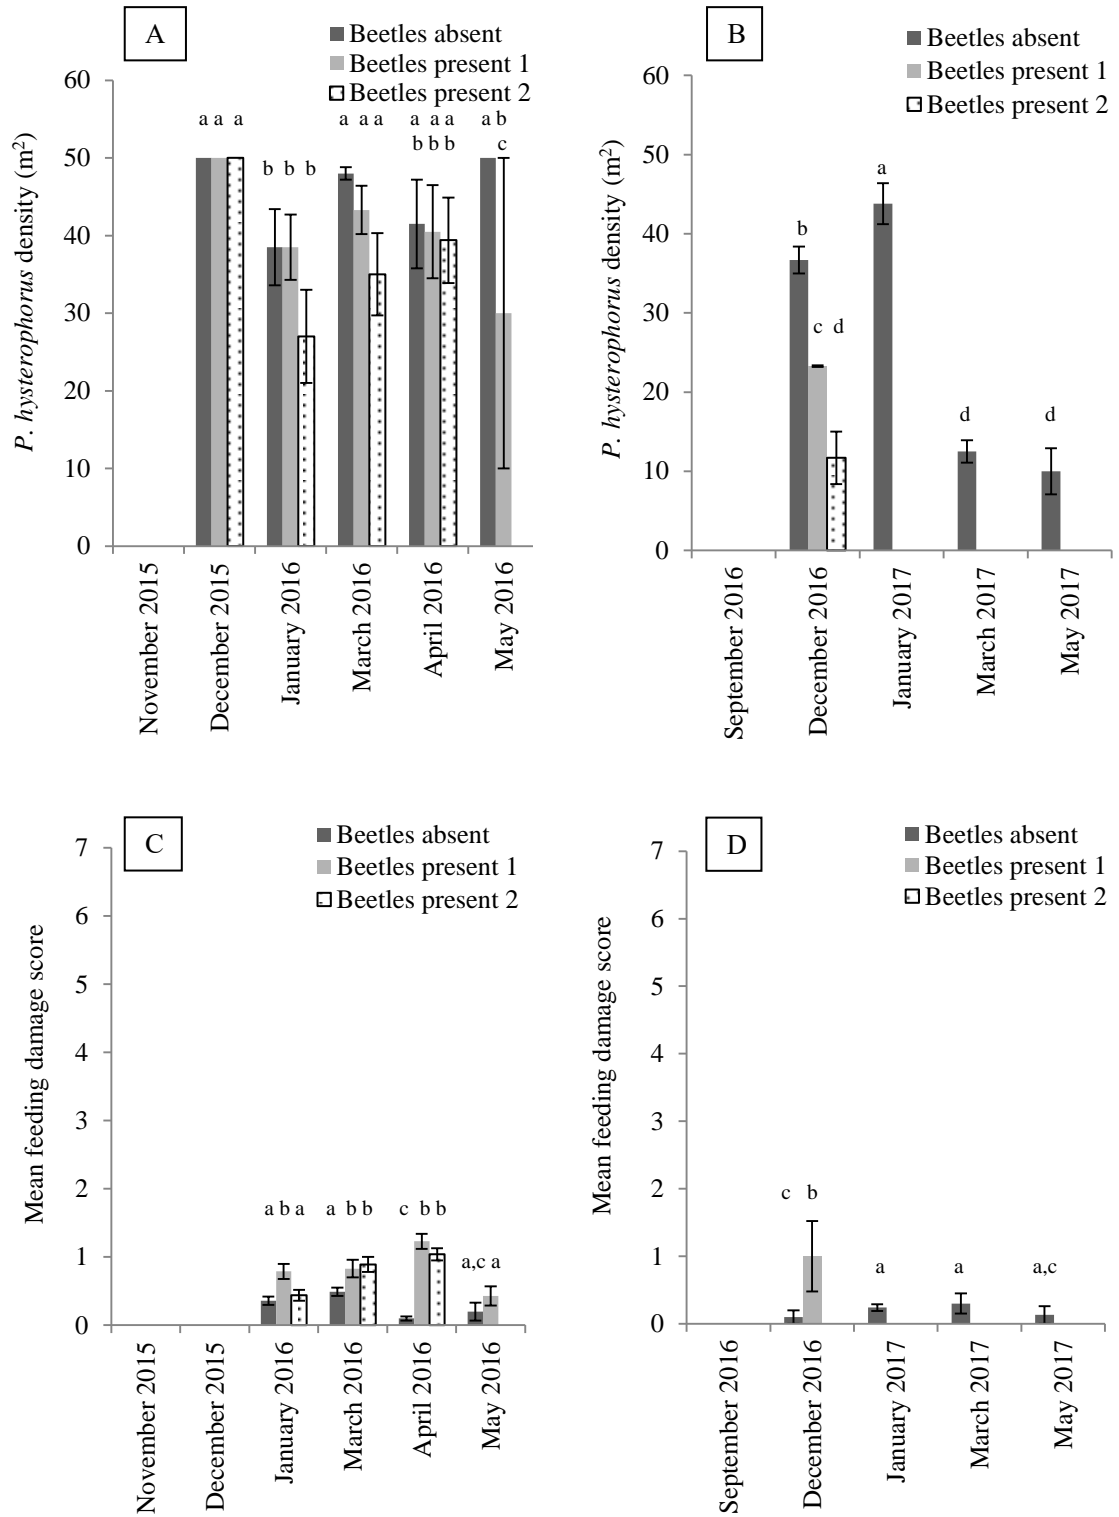 A
Beetles absent
Beetles present 1
Beetles present 2
P. hysterophorus density (m²)
60
50
40
30
20
10
0
a a a
b b b
a a a
a a a
b b b
a b
c
November 2015
December 2015
January 2016
March 2016
April 2016
May 2016
B
Beetles absent
Beetles present 1
Beetles present 2
P. hysterophorus density (m²)
60
50
40
30
20
10
0
b
c d
a
d
d
September 2016
December 2016
January 2017
March 2017
May 2017
C
Beetles absent
Beetles present 1
Beetles present 2
Mean feeding damage score
7
6
5
4
3
2
1
0
a b a
a b b
c b b
a,c a
November 2015
December 2015
January 2016
March 2016
April 2016
May 2016
D
Beetles absent
Beetles present 1
Beetles present 2
Mean feeding damage score
7
6
5
4
3
2
1
0
c b
a
a
a,c
September 2016
December 2016
January 2017
March 2017
May 2017